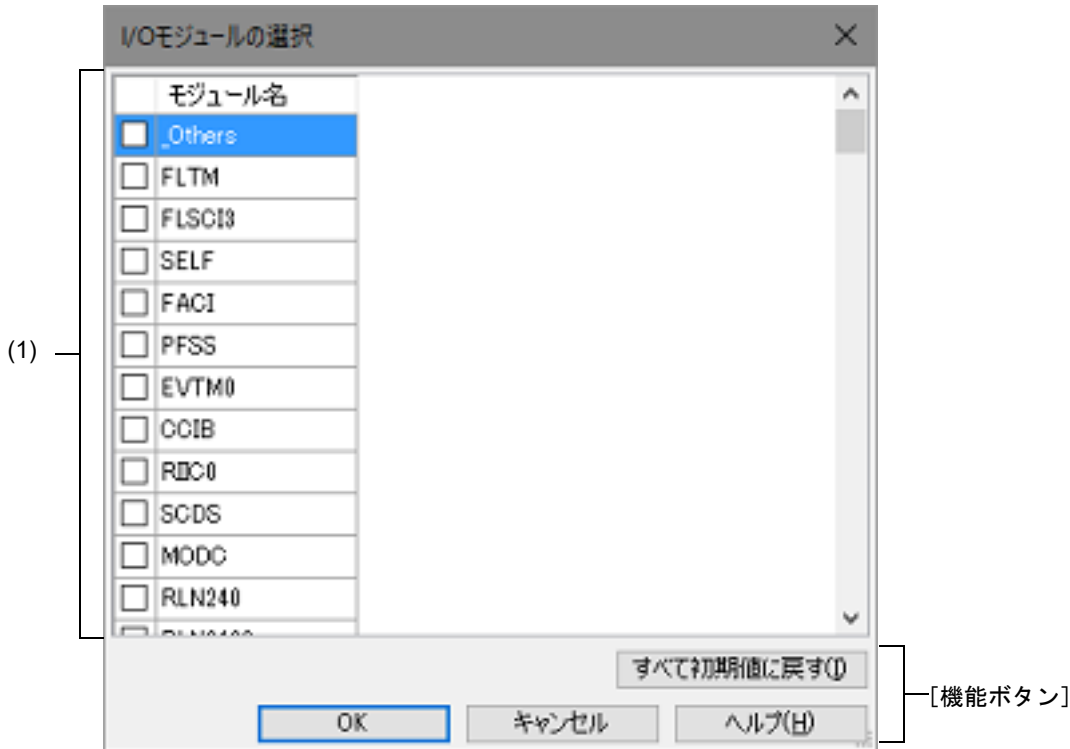 I/Oモジュールの選択
モジュール名
_Others
FLTM
FLSCI3
SELF
FACI
PFSS
EVTM0
CCIB
RIIC0
SCDS
MODC
RLN240
(1)
すべて初期値に戻す(I)
OK
キャンセル
ヘルプ(H)
[機能ボタン]